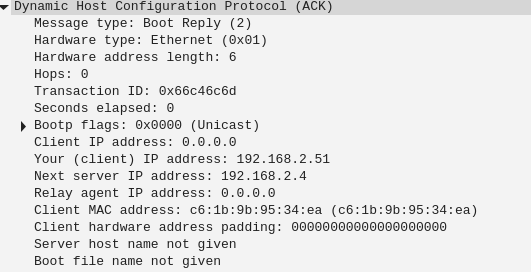 Dynamic Host Configuration Protocol (ACK)
Message type: Boot Reply (2)
Hardware type: Ethernet (0x01)
Hardware address length: 6
Hops: 0
Transaction ID: 0x66c46c6d
Seconds elapsed: 0
Bootp flags: 0x0000 (Unicast)
Client IP address: 0.0.0.0
Your (client) IP address: 192.168.2.51
Next server IP address: 192.168.2.4
Relay agent IP address: 0.0.0.0
Client MAC address: c6:1b:9b:95:34:ea (c6:1b:9b:95:34:ea)
Client hardware address padding: 00000000000000000000
Server host name not given
Boot file name not given